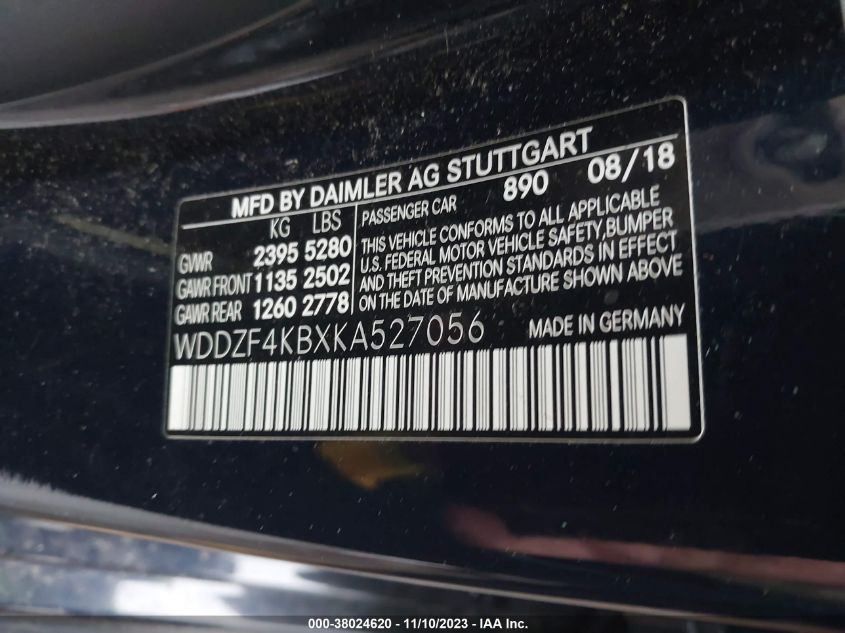 MFD BY DAIMLER AG STUTTGART
KG LBS
GVWR 2395 5280
GAWR FRONT 1135 2502
GAWR REAR 1260 2778
PASSENGER CAR 890 08/18
THIS VEHICLE CONFORMS TO ALL APPLICABLE
U.S. FEDERAL MOTOR VEHICLE SAFETY, BUMPER
AND THEFT PREVENTION STANDARDS IN EFFECT
ON THE DATE OF MANUFACTURE SHOWN ABOVE
WDDZF4KBXKA527056 MADE IN GERMANY
000-38024620 - 11/10/2023 - IAA Inc.